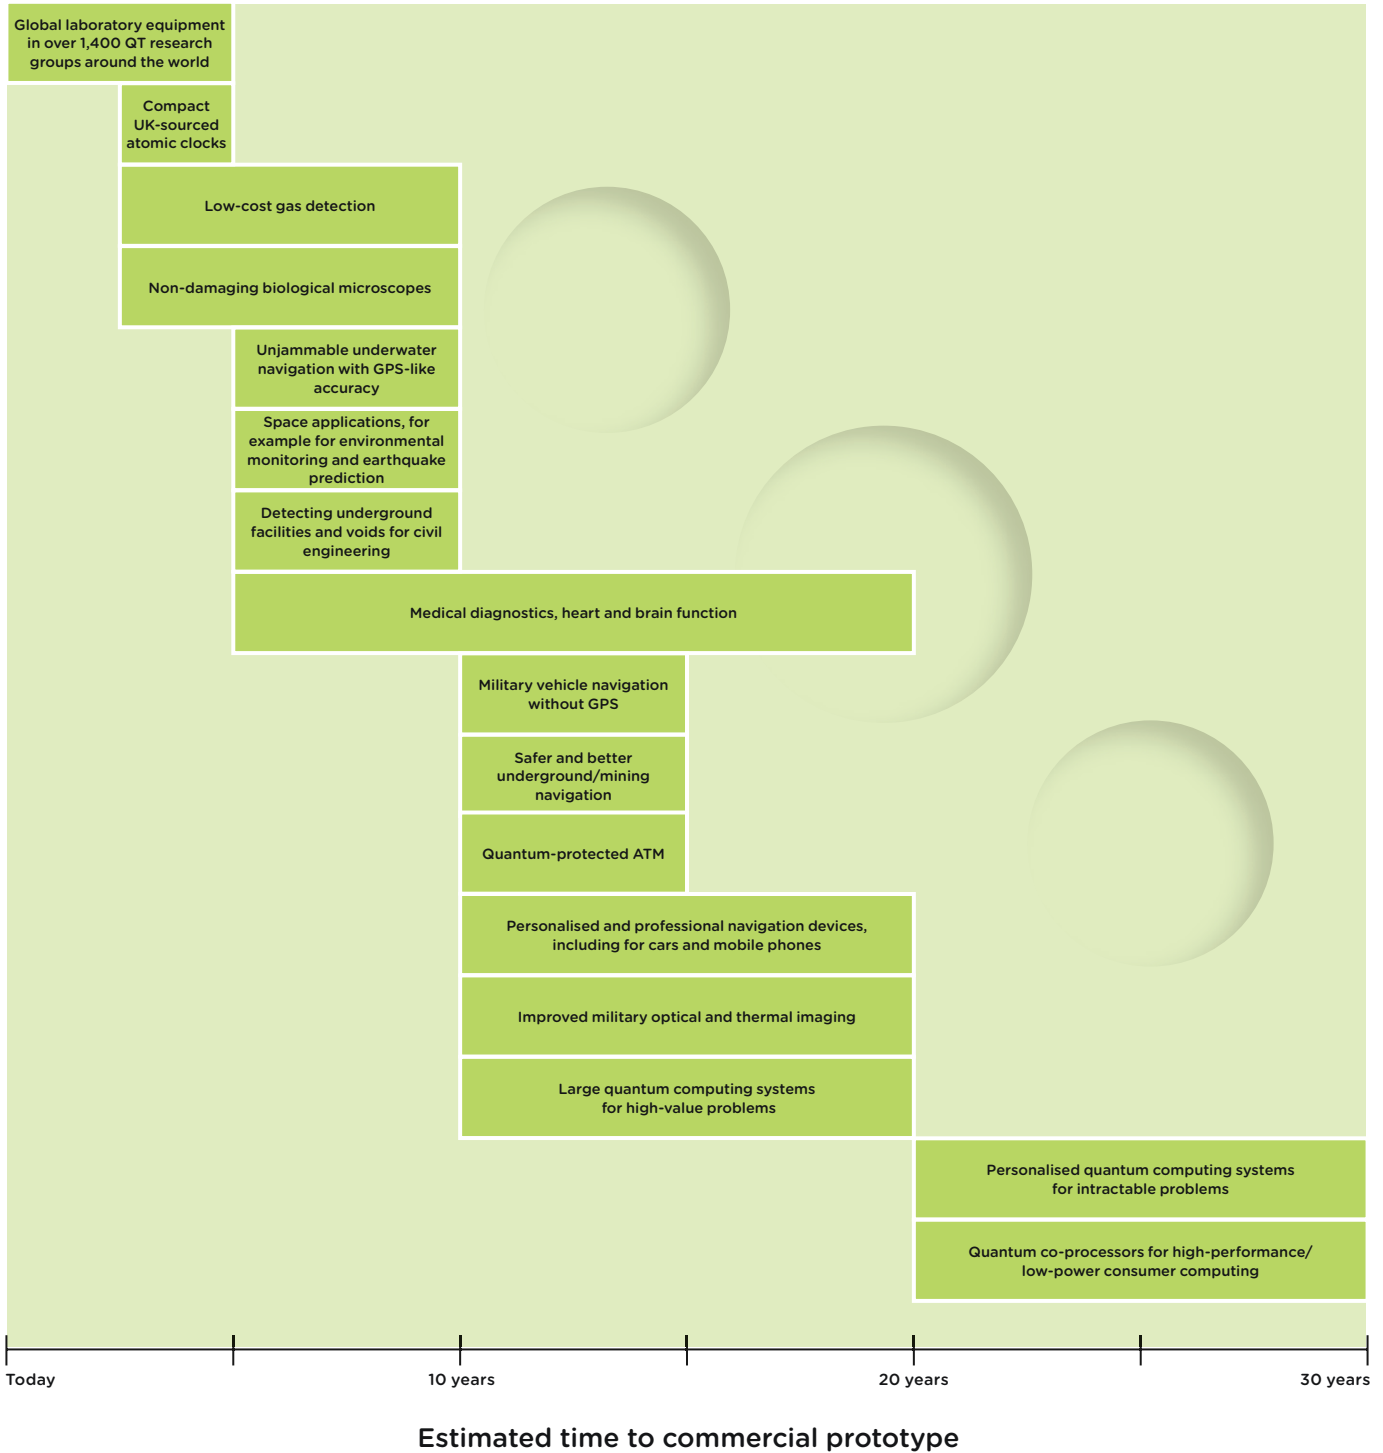 Global laboratory equipment
in over 1,400 QT research
groups around the world
Compact
UK-sourced
atomic clocks
Low-cost gas detection
Non-damaging biological microscopes
Unjammable underwater
navigation with GPS-like
accuracy
Space applications, for
example for environmental
monitoring and earthquake
prediction
Detecting underground
facilities and voids for civil
engineering
Medical diagnostics, heart and brain function
Military vehicle navigation
without GPS
Safer and better
underground/mining
navigation
Quantum-protected ATM
Personalised and professional navigation devices,
including for cars and mobile phones
Improved military optical and thermal imaging
Large quantum computing systems
for high-value problems
Personalised quantum computing systems
for intractable problems
Quantum co-processors for high-performance/
low-power consumer computing
Today
10 years
20 years
30 years
Estimated time to commercial prototype